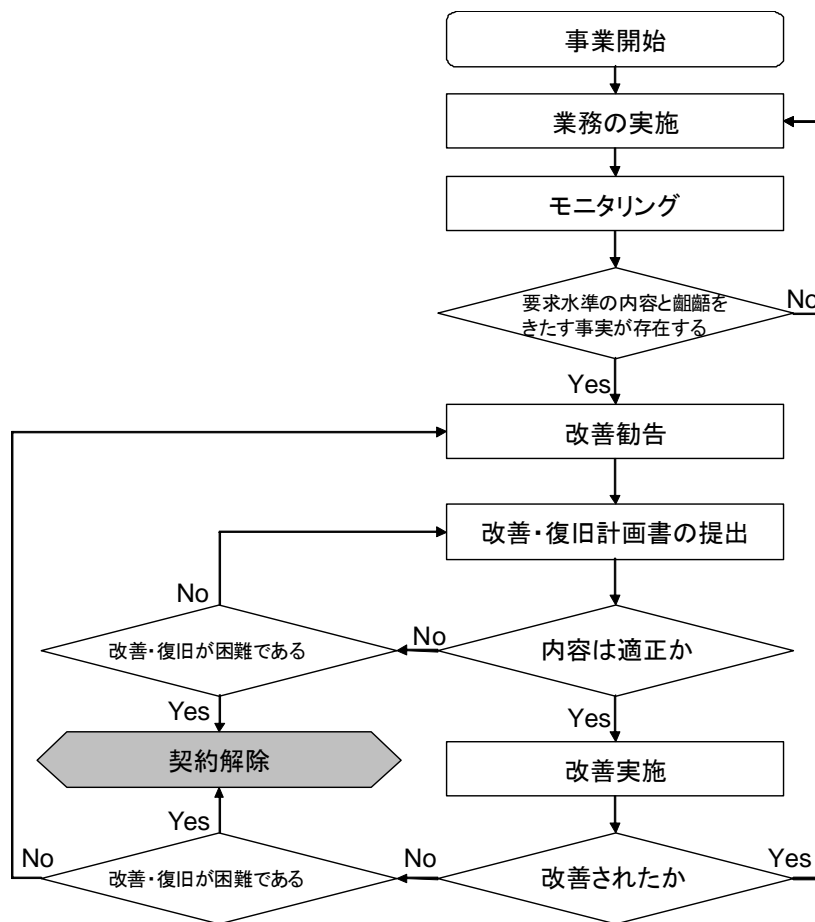 事業開始
業務の実施
モニタリング
要求水準の内容と齟齬を
きたす事実が存在する
No
Yes
改善勧告
改善・復旧計画書の提出
No
改善・復旧が困難である
No
内容は適正か
Yes
Yes
契約解除
改善実施
Yes
No
改善・復旧が困難である
No
改善されたか
Yes